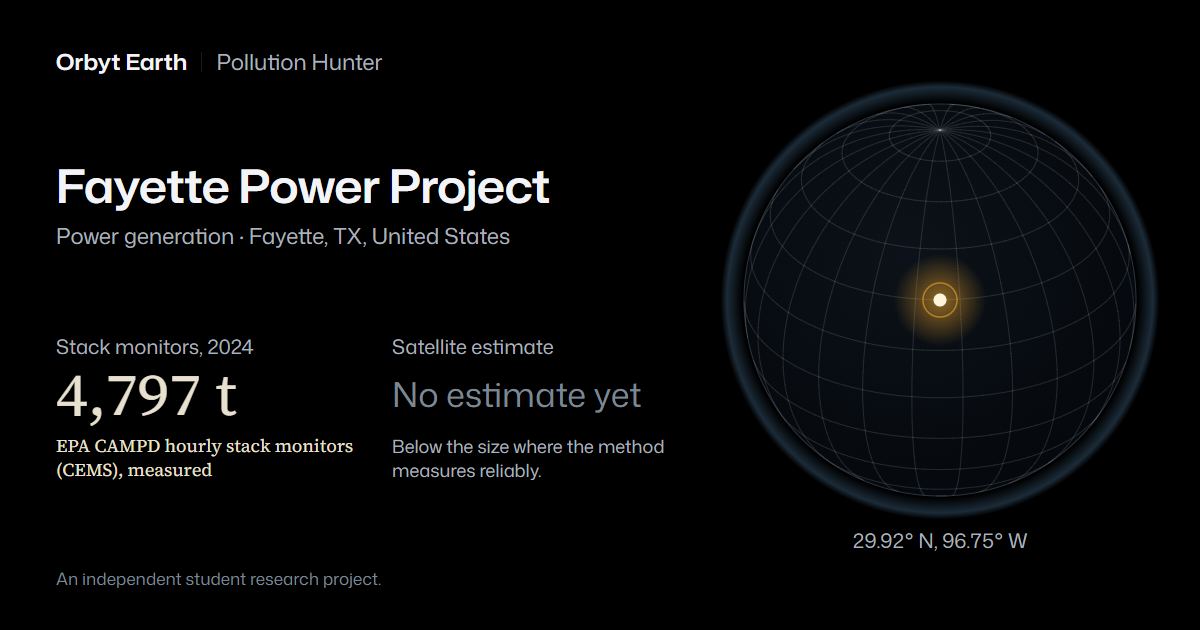 Orbyt Earth | Pollution Hunter
Fayette Power Project
Power generation · Fayette, TX, United States
Stack monitors, 2024
4,797 t
EPA CAMPD hourly stack monitors
(CEMS), measured
Satellite estimate
No estimate yet
Below the size where the method
measures reliably.
29.92° N, 96.75° W
An independent student research project.